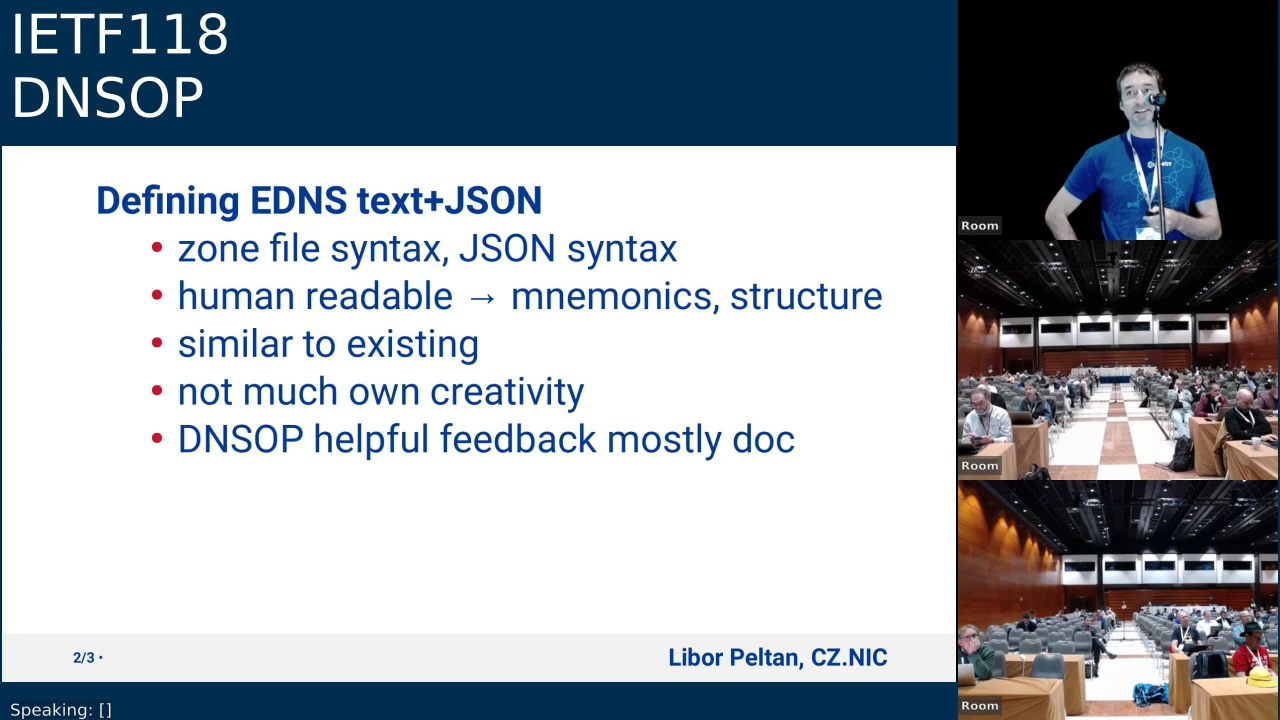 IETF118
DNSOP
Defining EDNS text+JSON
• zone file syntax, JSON syntax
• human readable → mnemonics, structure
• similar to existing
• not much own creativity
• DNSOP helpful feedback mostly doc
2/3 •
Libor Peltan, CZ.NIC
Speaking: []
Room
Room
Room